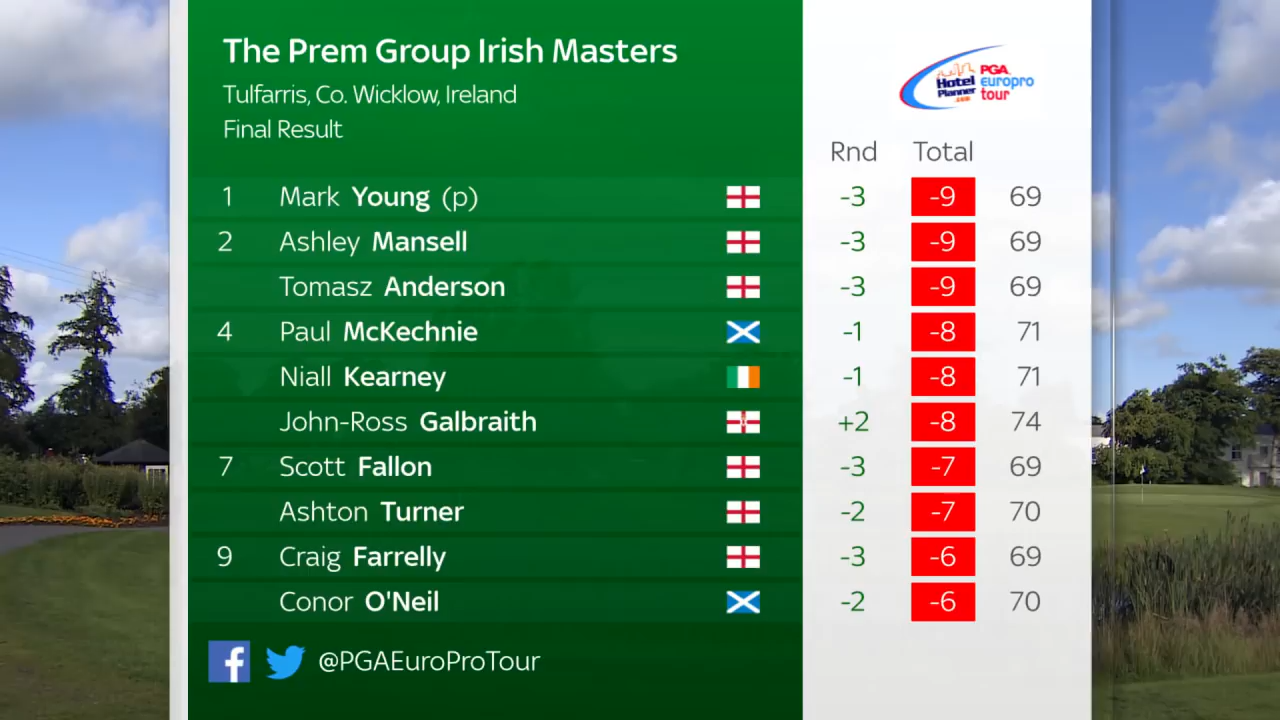 The Prem Group Irish Masters
Tulfarris, Co. Wicklow, Ireland
Final Result
Hotel Planner .com PGA europro tour
Rnd Total
1 Mark Young (p) -3 -9 69
2 Ashley Mansell -3 -9 69
Tomasz Anderson -3 -9 69
4 Paul McKechnie -1 -8 71
Niall Kearney -1 -8 71
John-Ross Galbraith +2 -8 74
7 Scott Fallon -3 -7 69
Ashton Turner -2 -7 70
9 Craig Farrelly -3 -6 69
Conor O'Neil -2 -6 70
@PGAEuroProTour